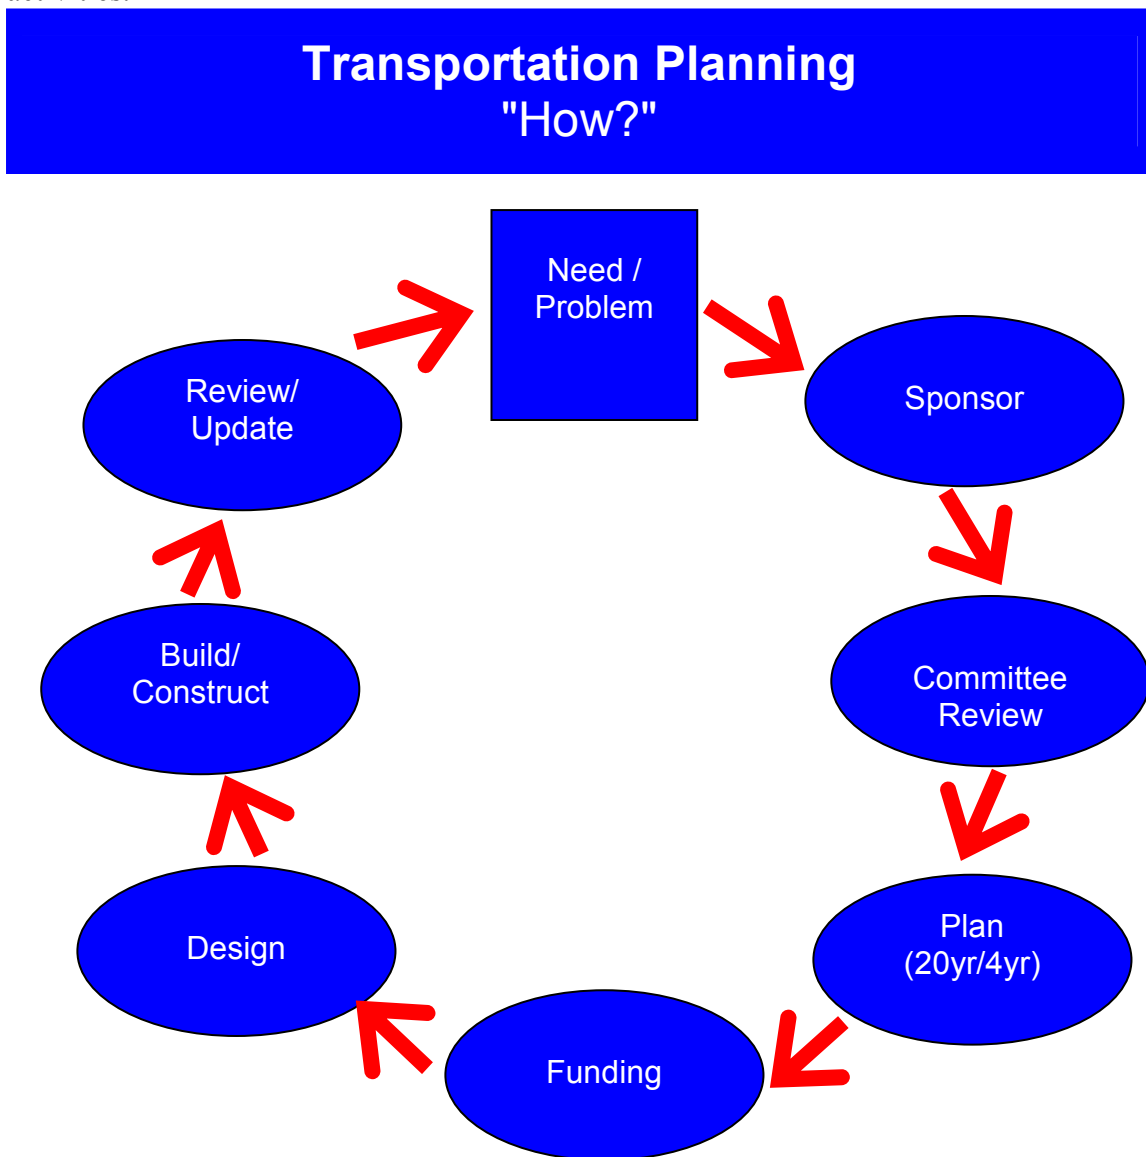 Transportation Planning
"How?"
Need /
Problem
Sponsor
Committee
Review
Plan
(20yr/4yr)
Funding
Design
Build/
Construct
Review/
Update